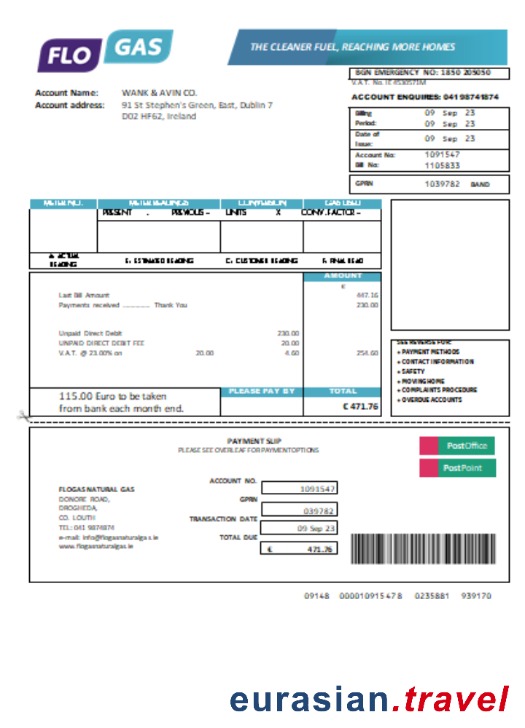 FLO GAS
THE CLEANER FUEL, REACHING MORE HOMES
BGN EMERGENCY NO: 1850 205050
V.A.T. No. IE4530571M
ACCOUNT ENQUIRES: 041 98741874
Account Name: WANK & AVIN CO.
Account address: 91 St Stephen's Green, East, Dublin 7
D02 HF62, Ireland
Billing Period: 09 Sep 23
09 Sep 23
Date of Issue: 09 Sep 23
Account No: 1091547
Bill No: 1105833
GPRN 1039782 BAND
METER NO. METER READINGS CONVERSION GAS USED
PRESENT - PREVIOUS = UNITS X CONV.FACTOR =
A: ACTUAL READING E: ESTIMATED READING C: CUSTOMER READING F: FINAL READ
AMOUNT
€
Last Bill Amount 447.16
Payments received .............. Thank You 230.00
Unpaid Direct Debit 230.00
UNPAID DIRECT DEBIT FEE 20.00
V.A.T. @ 23.00% on 20.00 4.60 254.60
115.00 Euro to be taken
from bank each month end.
PLEASE PAY BY TOTAL
€ 471.76
SEE REVERSE FOR:
+ PAYMENT METHODS
+ CONTACT INFORMATION
+ SAFETY
+ MOVING HOME
+ COMPLAINTS PROCEDURE
+ OVERDUE ACCOUNTS
PAYMENT SLIP
PLEASE SEE OVERLEAF FOR PAYMENT OPTIONS
PostOffice
PostPoint
FLOGAS NATURAL GAS
DONORE ROAD,
DROGHEDA,
CO. LOUTH
TEL: 041 9874874
e-mail: info@flogasnaturalgas.ie
www.flogasnaturalgas.ie
ACCOUNT NO. 1091547
GPRN 039782
TRANSACTION DATE 09 Sep 23
TOTAL DUE € 471.76
09148 000010915478 0235881 939170
eurasian.travel